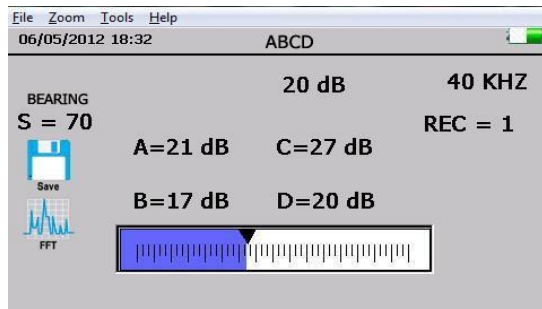 File Zoom Tools Help
06/05/2012 18:32 ABCD
20 dB 40 KHZ
BEARING
S = 70 REC = 1
A=21 dB C=27 dB
Save
B=17 dB D=20 dB
FFT